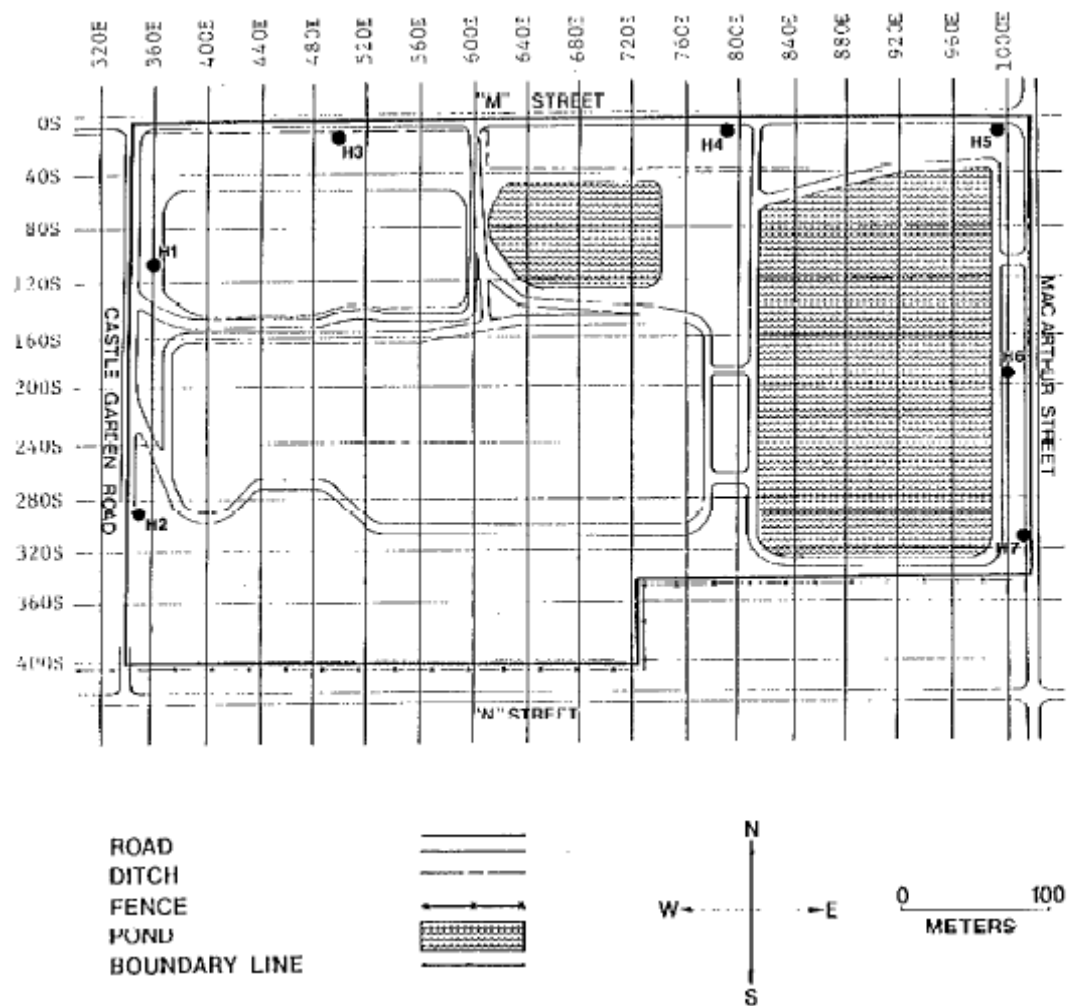 320E 360E 400E 440E 480E 520E 560E 600E 640E 680E 720E 760E 800E 840E 880E 920E 960E 1000E
"M" STREET
0S
H3
H4
H5
40S
80S
H1
120S
160S
CASTLE GARDEN ROAD
MAC ARTHUR STREET
H6
200S
240S
280S
H2
H7
320S
360S
400S
"N" STREET
ROAD
DITCH
FENCE
POND
BOUNDARY LINE
N
W E
S
0 100
METERS